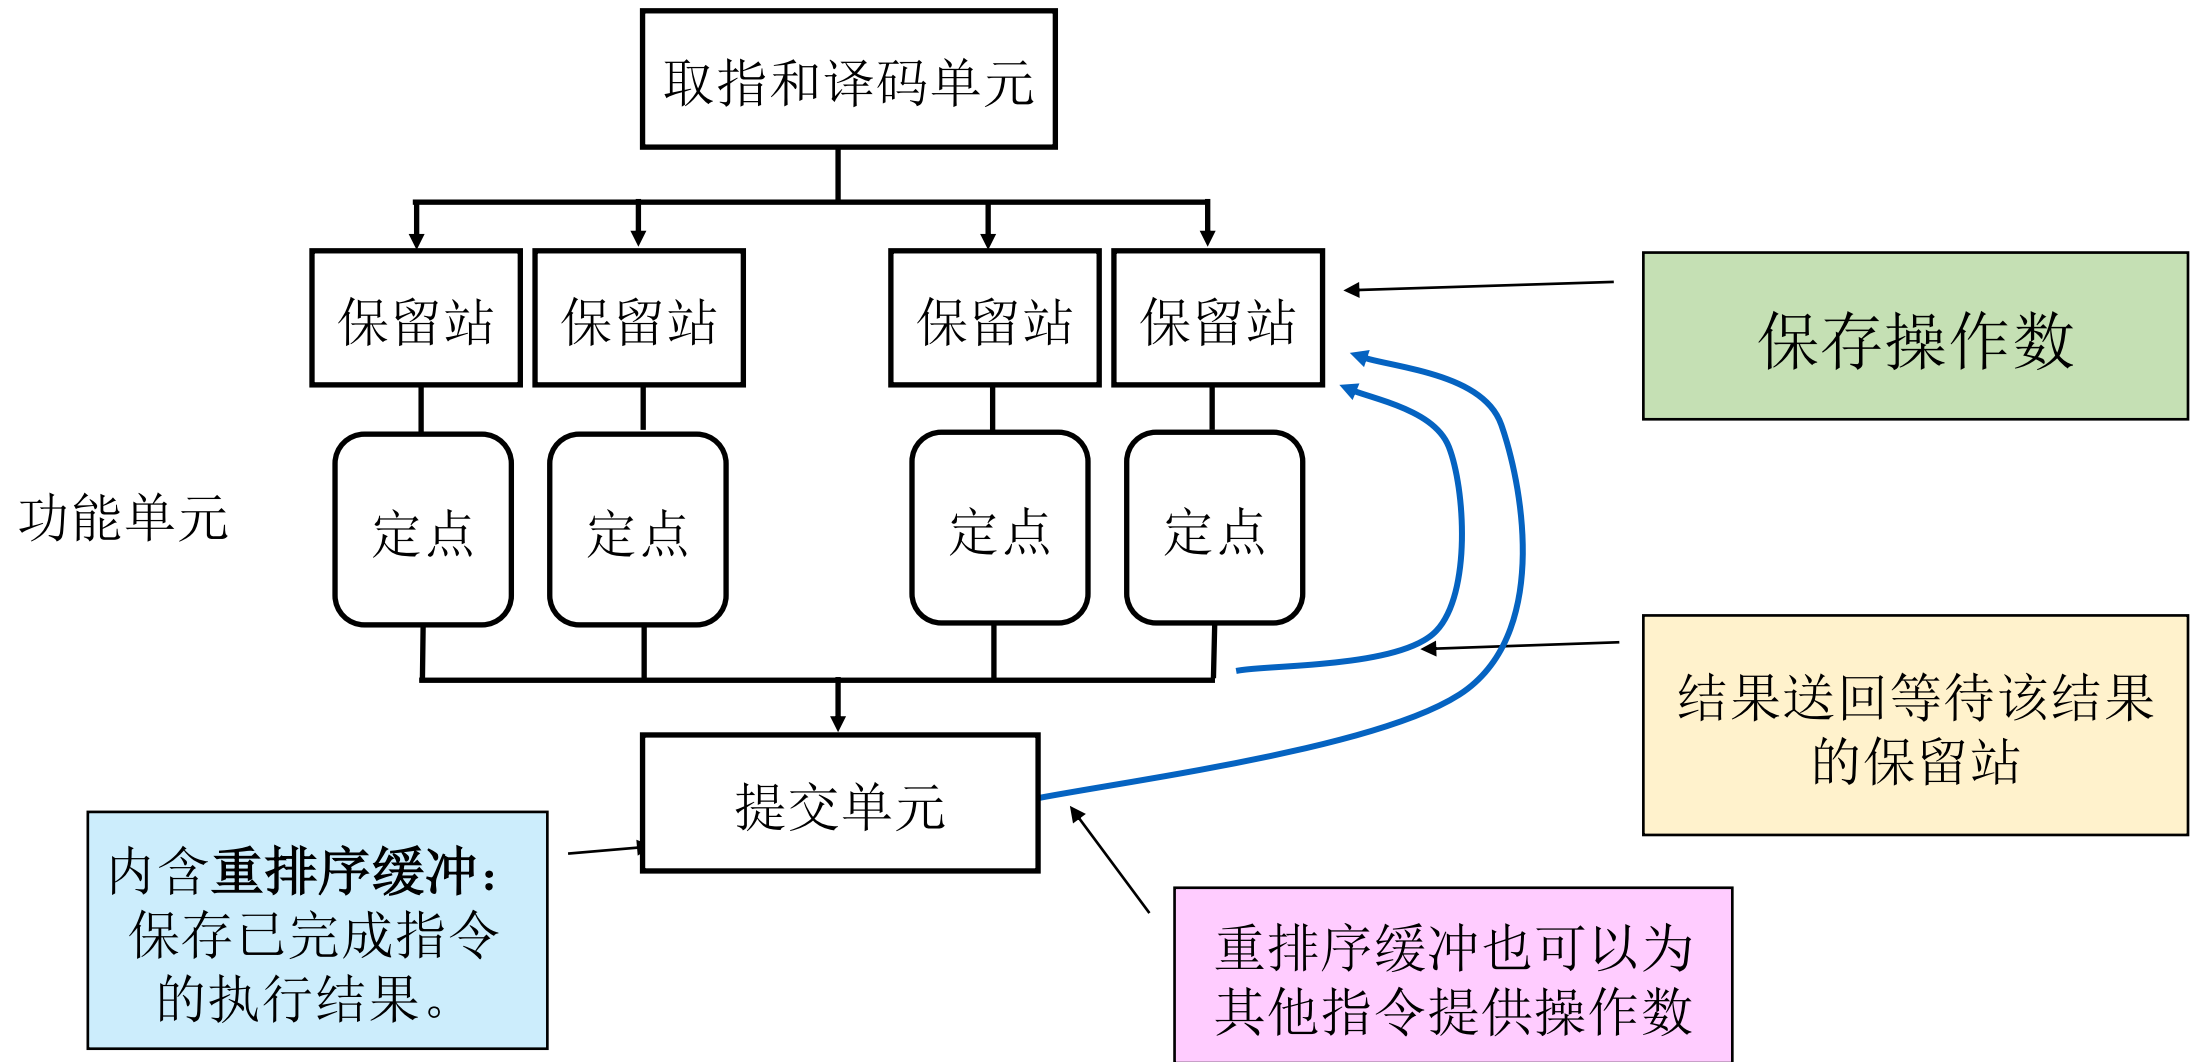 取指和译码单元
保留站
保留站
保留站
保留站
保存操作数
功能单元
定点
定点
定点
定点
结果送回等待该结果
的保留站
提交单元
内含重排序缓冲：
保存已完成指令
的执行结果。
重排序缓冲也可以为
其他指令提供操作数